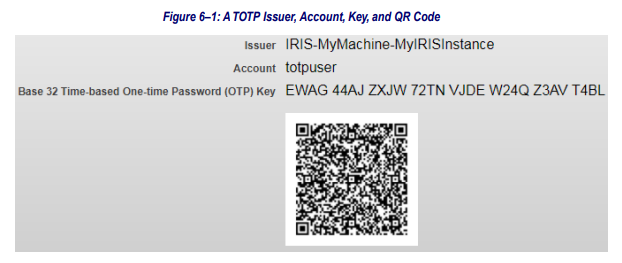 Figure 6–1: A TOTP Issuer, Account, Key, and QR Code
Issuer IRIS-MyMachine-MyIRISInstance
Account totpuser
Base 32 Time-based One-time Password (OTP) Key EWAG 44AJ ZXJW 72TN VJDE W24Q Z3AV T4BL